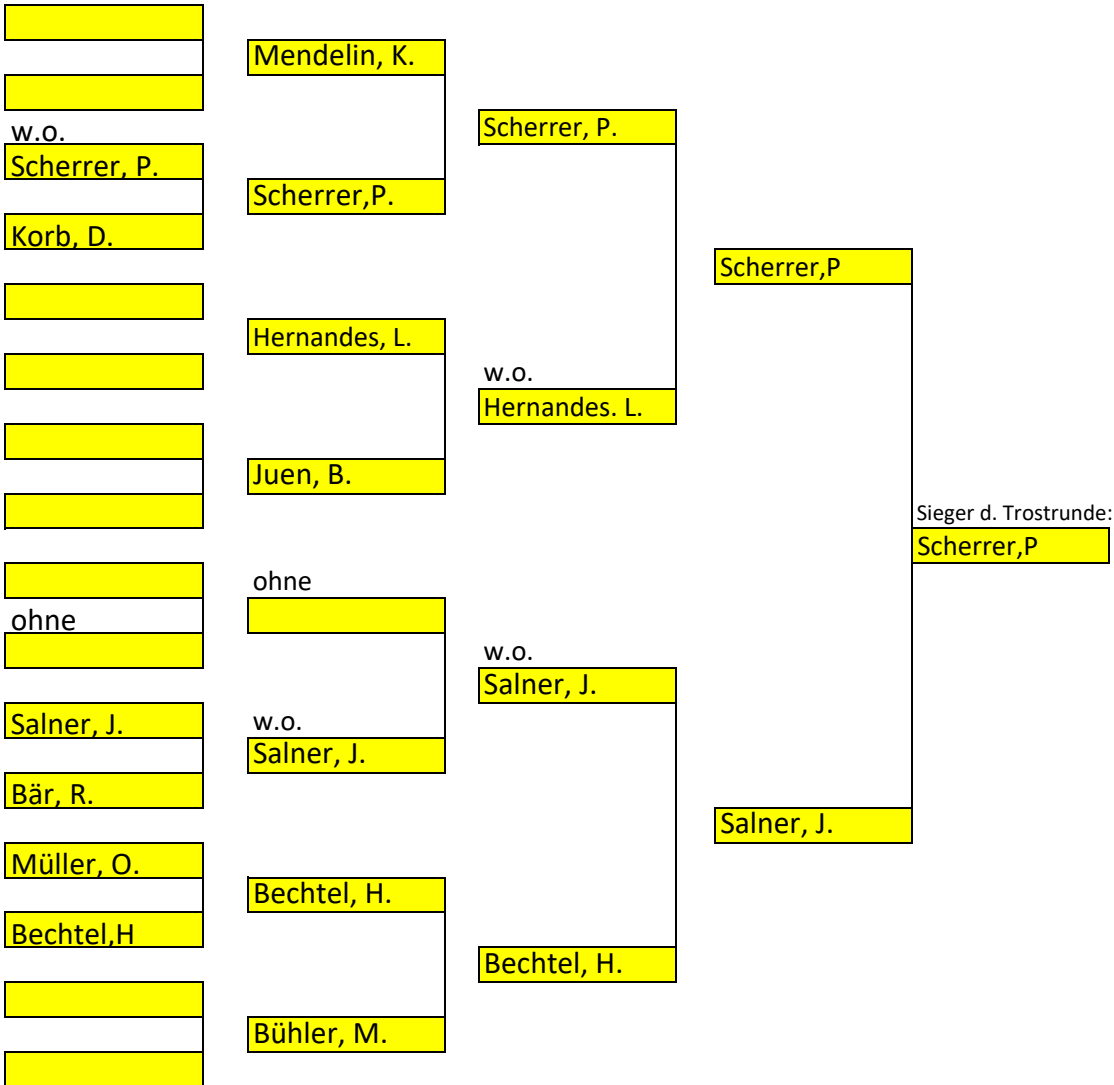 w.o.
Scherrer, P.
Korb, D.
ohne
Salner, J.
Bär, R.
Müller, O.
Bechtel,H
Mendelin, K.
Scherrer,P.
Hernandes, L.
Juen, B.
ohne
w.o.
Salner, J.
Bechtel, H.
Bühler, M.
Scherrer, P.
w.o.
Hernandes. L.
w.o.
Salner, J.
Bechtel, H.
Scherrer,P
Salner, J.
Sieger d. Trostrunde:
Scherrer,P